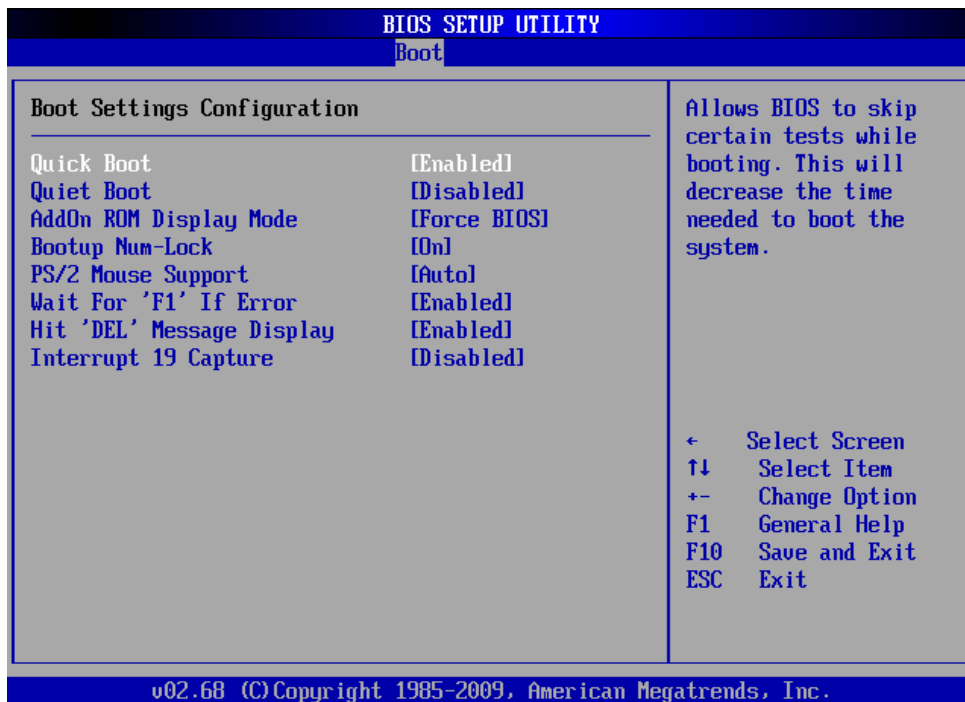 BIOS SETUP UTILITY
Boot
Boot Settings Configuration
Quick Boot [Enabled]
Quiet Boot [Disabled]
AddOn ROM Display Mode [Force BIOS]
Bootup Num-Lock [On]
PS/2 Mouse Support [Auto]
Wait For 'F1' If Error [Enabled]
Hit 'DEL' Message Display [Enabled]
Interrupt 19 Capture [Disabled]
Allows BIOS to skip
certain tests while
booting. This will
decrease the time
needed to boot the
system.
← Select Screen
↑↓ Select Item
+- Change Option
F1 General Help
F10 Save and Exit
ESC Exit
v02.68 (C)Copyright 1985-2009, American Megatrends, Inc.